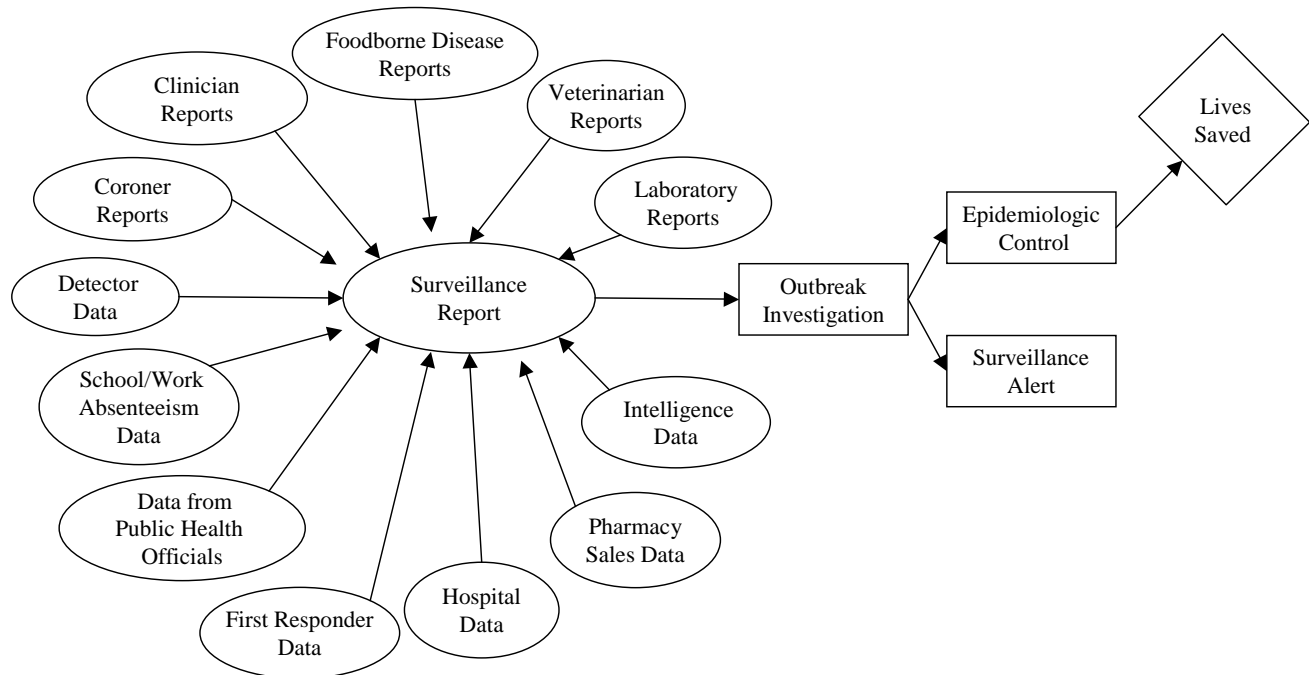 Foodborne Disease
Reports
Clinician
Reports
Veterinarian
Reports
Lives
Saved
Coroner
Reports
Laboratory
Reports
Epidemiologic
Control
Detector
Data
Surveillance
Report
Outbreak
Investigation
Surveillance
Alert
School/Work
Absenteeism
Data
Intelligence
Data
Data from
Public Health
Officials
Pharmacy
Sales Data
Hospital
Data
First Responder
Data